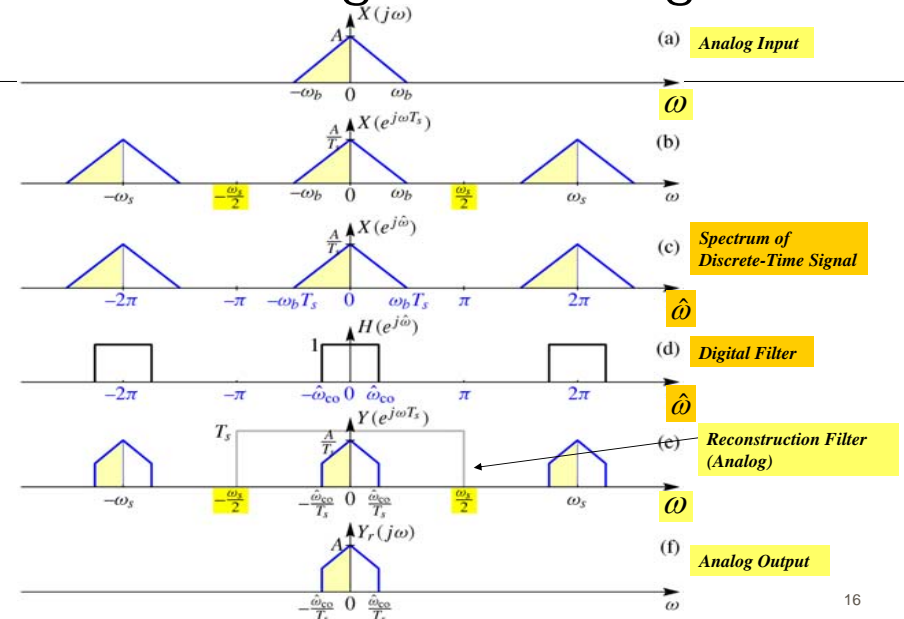 X(jω)
A
(a) Analog Input
−ω_b 0 ω_b ω
X(e^{jωT_s})
A/T_s
(b)
−ω_s −ω_s/2 −ω_b 0 ω_b ω_s/2 ω_s ω
X(e^{jω̂})
A/T_s
(c) Spectrum of
Discrete-Time Signal
−2π −π −ω_bT_s 0 ω_bT_s π 2π ω̂
H(e^{jω̂})
1
(d) Digital Filter
−2π −π −ω̂_co 0 ω̂_co π 2π ω̂
Y(e^{jωT_s})
T_s A/T_s
(e) Reconstruction Filter
(Analog)
−ω_s −ω_s/2 −ω̂_co/T_s 0 ω̂_co/T_s ω_s/2 ω_s ω
Y_r(jω)
A
(f) Analog Output
−ω̂_co/T_s 0 ω̂_co/T_s ω
16